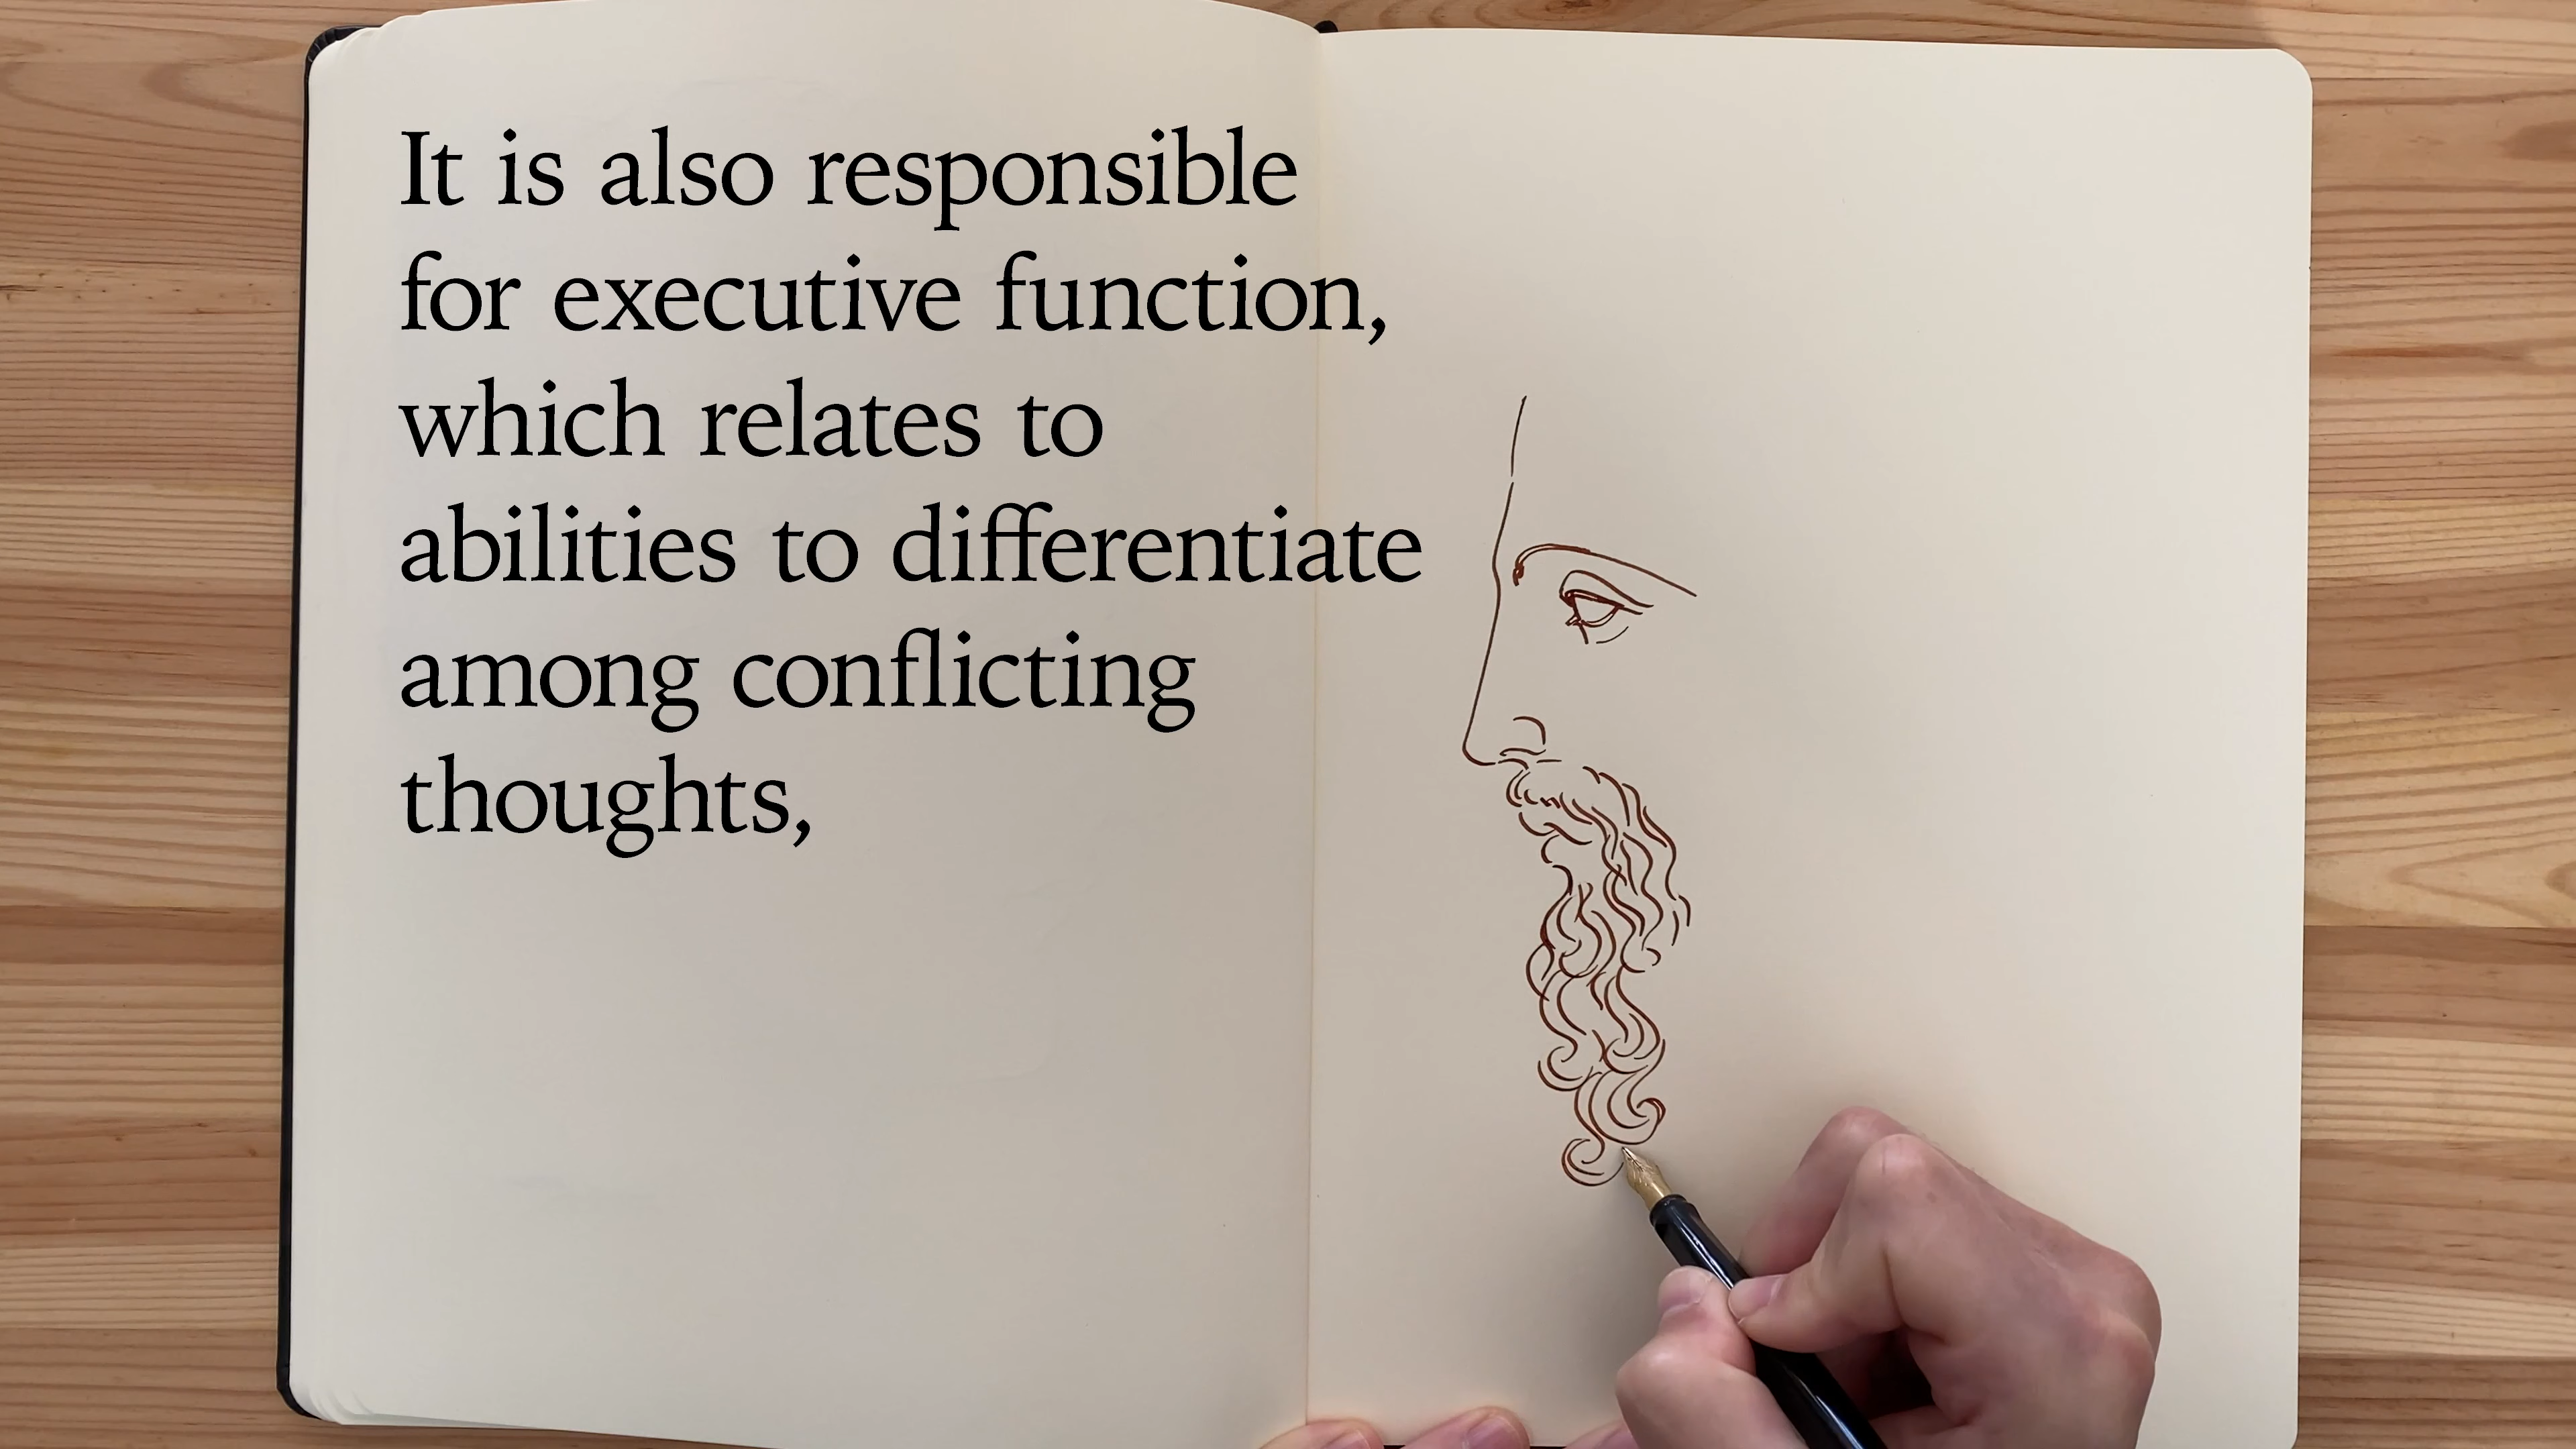 It is also responsible
for executive function,
which relates to
abilities to differentiate
among conflicting
thoughts,